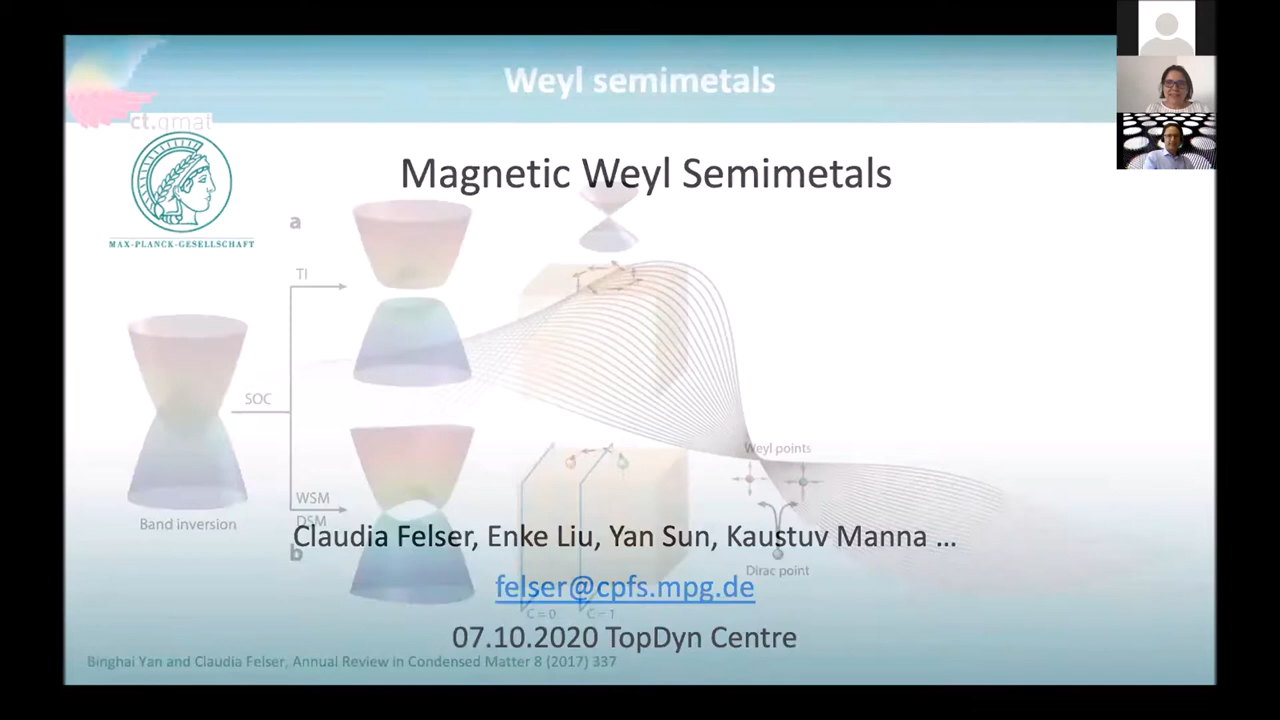 Weyl semimetals
ct.qmat
Magnetic Weyl Semimetals
MAX-PLANCK-GESELLSCHAFT
a
TI
SOC
Weyl points
WSM
DSM
Band inversion
Claudia Felser, Enke Liu, Yan Sun, Kaustuv Manna ...
b
Dirac point
felser@cpfs.mpg.de
C = 0
C = 1
07.10.2020 TopDyn Centre
Binghai Yan and Claudia Felser, Annual Review in Condensed Matter 8 (2017) 337